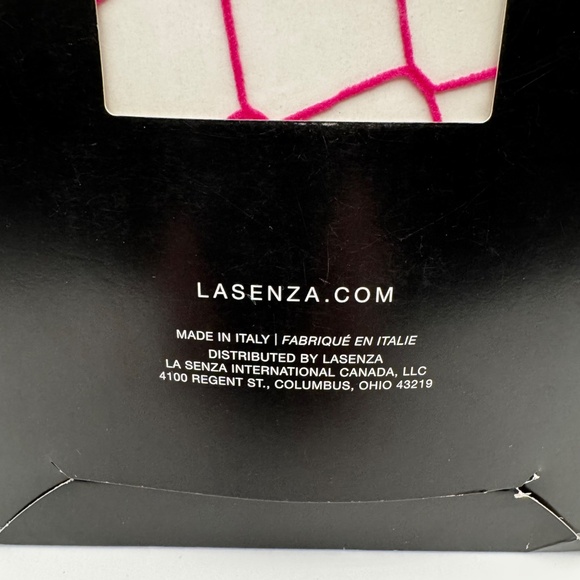 LASENZA.COM
MADE IN ITALY | FABRIQUÉ EN ITALIE
DISTRIBUTED BY LASENZA
LA SENZA INTERNATIONAL CANADA, LLC
4100 REGENT ST., COLUMBUS, OHIO 43219